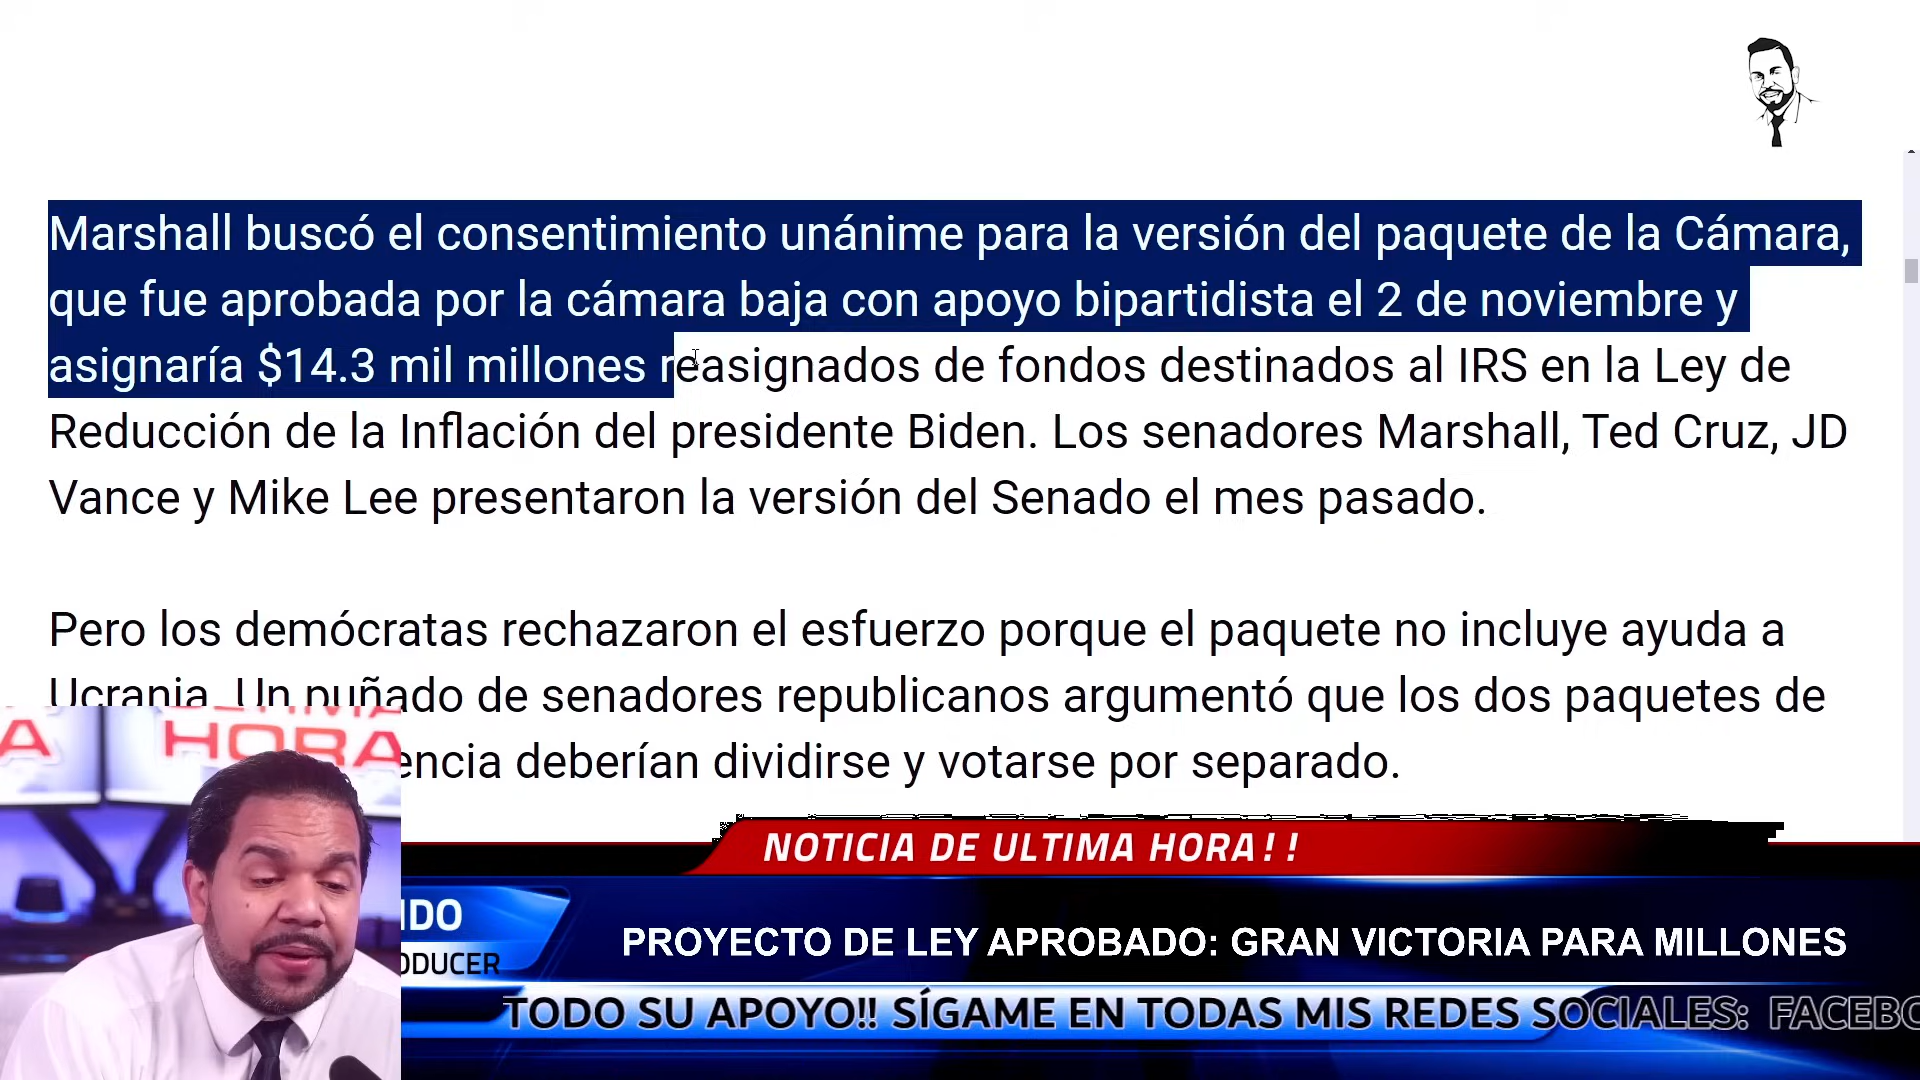 Marshall buscó el consentimiento unánime para la versión del paquete de la Cámara,
que fue aprobada por la cámara baja con apoyo bipartidista el 2 de noviembre y
asignaría $14.3 mil millones reasignados de fondos destinados al IRS en la Ley de
Reducción de la Inflación del presidente Biden. Los senadores Marshall, Ted Cruz, JD
Vance y Mike Lee presentaron la versión del Senado el mes pasado.
Pero los demócratas rechazaron el esfuerzo porque el paquete no incluye ayuda a
Ucrania. Un puñado de senadores republicanos argumentó que los dos paquetes de
deberían dividirse y votarse por separado.
HORA
NOTICIA DE ULTIMA HORA!!
PROYECTO DE LEY APROBADO: GRAN VICTORIA PARA MILLONES
TODO SU APOYO!! SÍGAME EN TODAS MIS REDES SOCIALES: